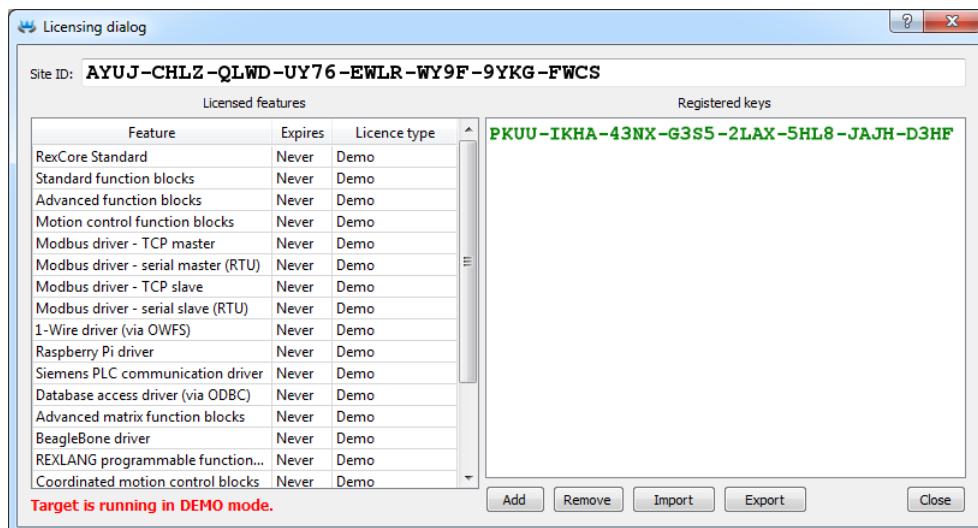 Licensing dialog
Site ID: AYUJ-CHLZ-QLWD-UY76-EWLR-WY9F-9YKG-FWCS
Licensed features
Feature Expires Licence type
RexCore Standard Never Demo
Standard function blocks Never Demo
Advanced function blocks Never Demo
Motion control function blocks Never Demo
Modbus driver - TCP master Never Demo
Modbus driver - serial master (RTU) Never Demo
Modbus driver - TCP slave Never Demo
Modbus driver - serial slave (RTU) Never Demo
1-Wire driver (via OWFS) Never Demo
Raspberry Pi driver Never Demo
Siemens PLC communication driver Never Demo
Database access driver (via ODBC) Never Demo
Advanced matrix function blocks Never Demo
BeagleBone driver Never Demo
REXLANG programmable function... Never Demo
Coordinated motion control blocks Never Demo
Target is running in DEMO mode.
Registered keys
PKUU-IKHA-43NX-G3S5-2LAX-5HL8-JAJH-D3HF
Add Remove Import Export Close